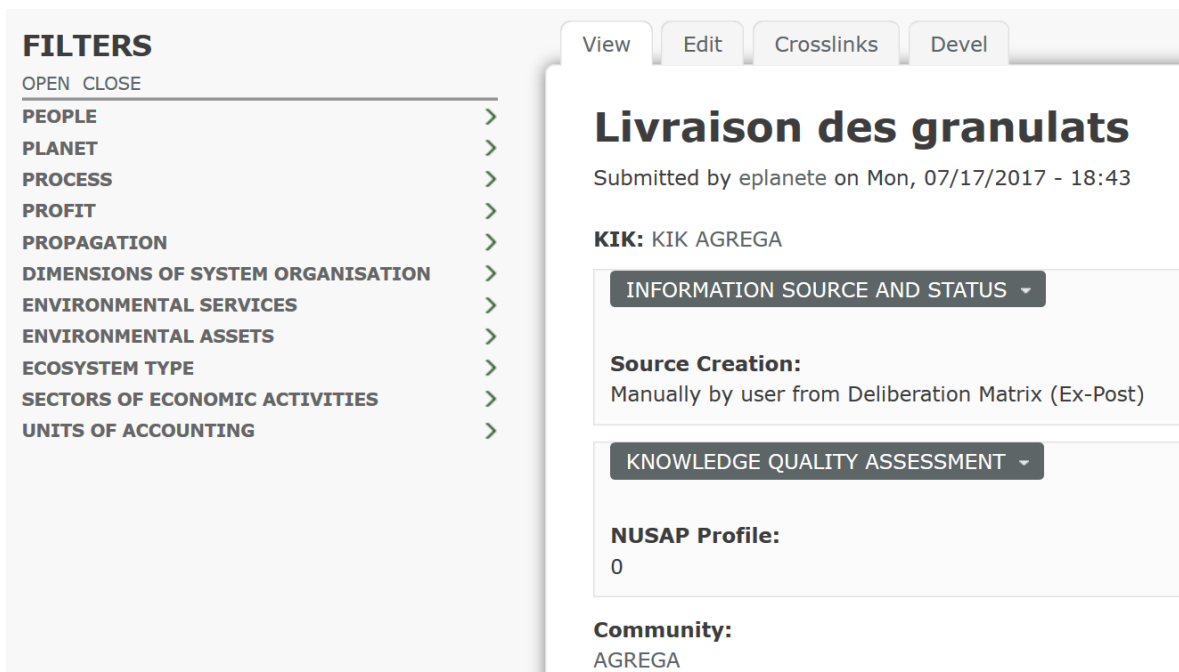 FILTERS
OPEN CLOSE
PEOPLE
PLANET
PROCESS
PROFIT
PROPAGATION
DIMENSIONS OF SYSTEM ORGANISATION
ENVIRONMENTAL SERVICES
ENVIRONMENTAL ASSETS
ECOSYSTEM TYPE
SECTORS OF ECONOMIC ACTIVITIES
UNITS OF ACCOUNTING
View Edit Crosslinks Devel
Livraison des granulats
Submitted by eplanete on Mon, 07/17/2017 - 18:43
KIK: KIK AGREGA
INFORMATION SOURCE AND STATUS
Source Creation:
Manually by user from Deliberation Matrix (Ex-Post)
KNOWLEDGE QUALITY ASSESSMENT
NUSAP Profile:
0
Community:
AGREGA